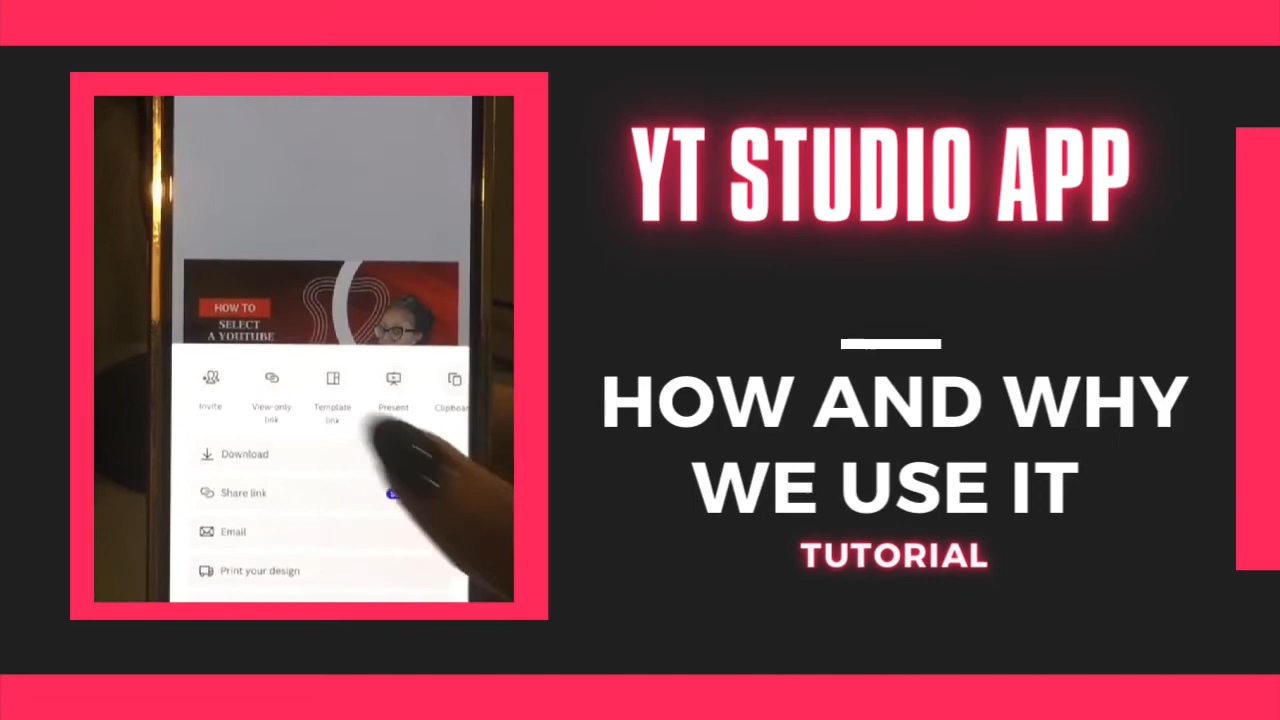 YT STUDIO APP
HOW AND WHY
WE USE IT
TUTORIAL
HOW TO
SELECT
A YOUTUBE
Invite
View-only
link
Template
link
Present
Clipboar
Download
Share link
Email
Print your design